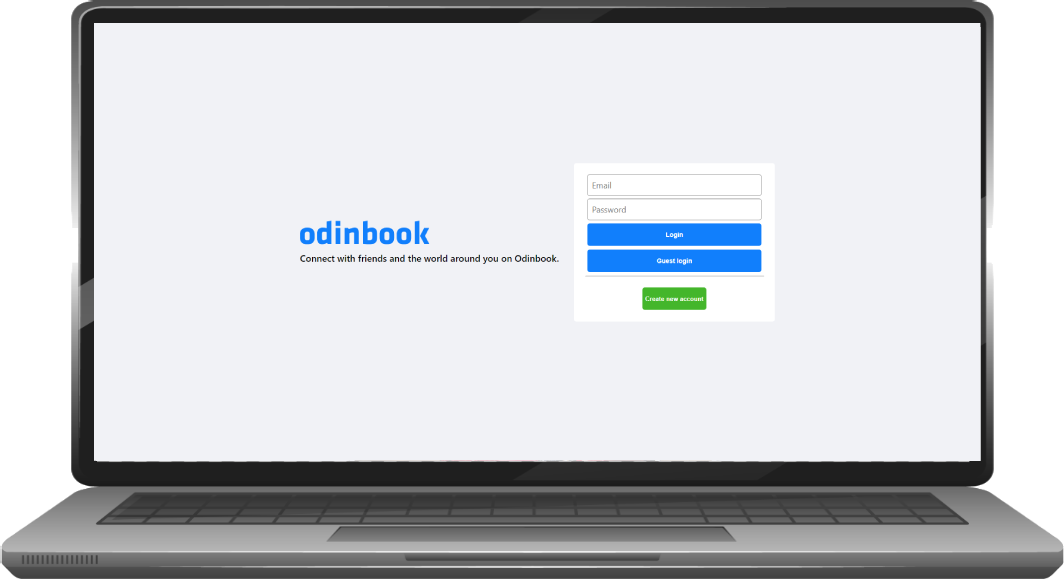 odinbook
Connect with friends and the world around you on Odinbook.
Email
Password
Login
Guest login
Create new account